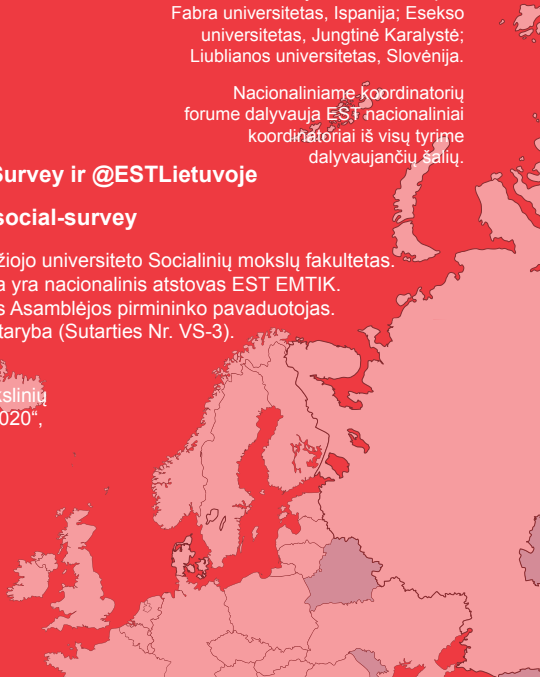 Fabra universitetas, Ispanija; Esekso
universitetas, Jungtinė Karalystė;
Liublianos universitetas, Slovėnija.
Nacionaliniame koordinatorių
forume dalyvauja EST nacionaliniai
koordinatoriai iš visų tyrime
dalyvaujančių šalių.
Survey ir @ESTLietuvoje
social-survey
žiojo universiteto Socialinių mokslų fakultetas.
a yra nacionalinis atstovas EST EMTIK.
s Asamblėjos pirmininko pavaduotojas.
taryba (Sutarties Nr. VS-3).
kslinių
020“,